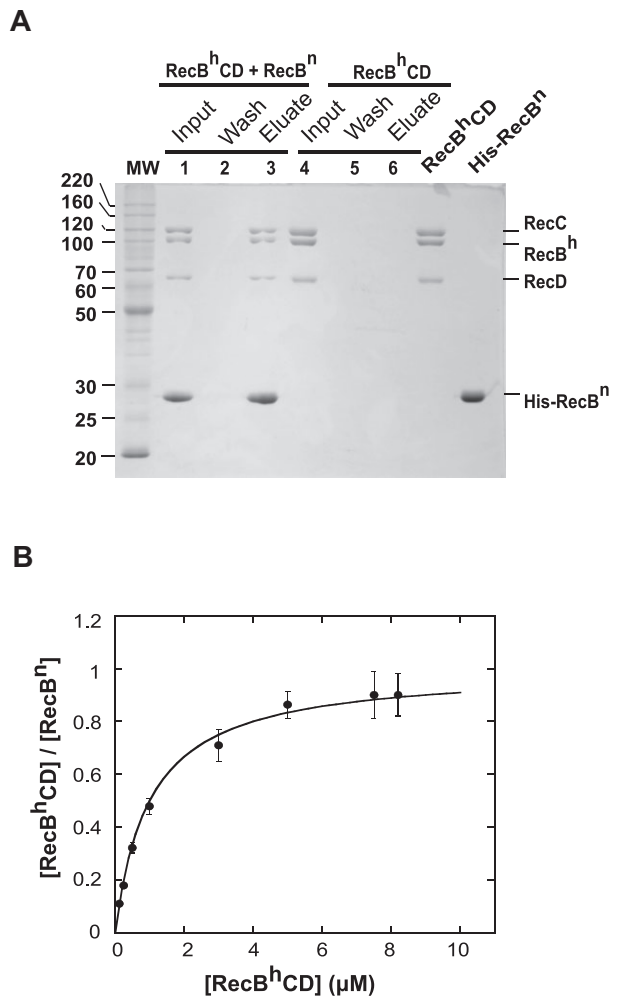 A
RecBhCD + RecBn RecBhCD
Input Wash Eluate Input Wash Eluate RecBhCD His-RecBn
MW 1 2 3 4 5 6
220
160
120
100
70
60
50
30
25
20
RecC
RecBh
RecD
His-RecBn
B
1.2
1
0.8
0.6
0.4
0.2
0
0 2 4 6 8 10
[RecBhCD] / [RecBn]
[RecBhCD] (μM)